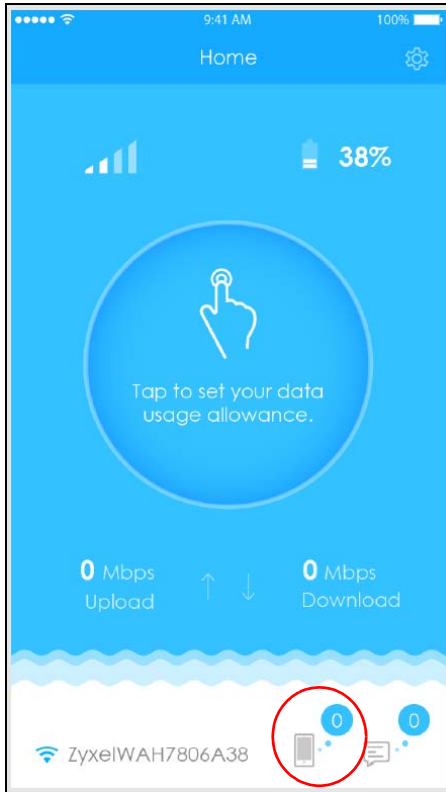 9:41 AM
100%
Home
38%
Tap to set your data
usage allowance.
0 Mbps
Upload
0 Mbps
Download
0
0
ZyxelWAH7806A38